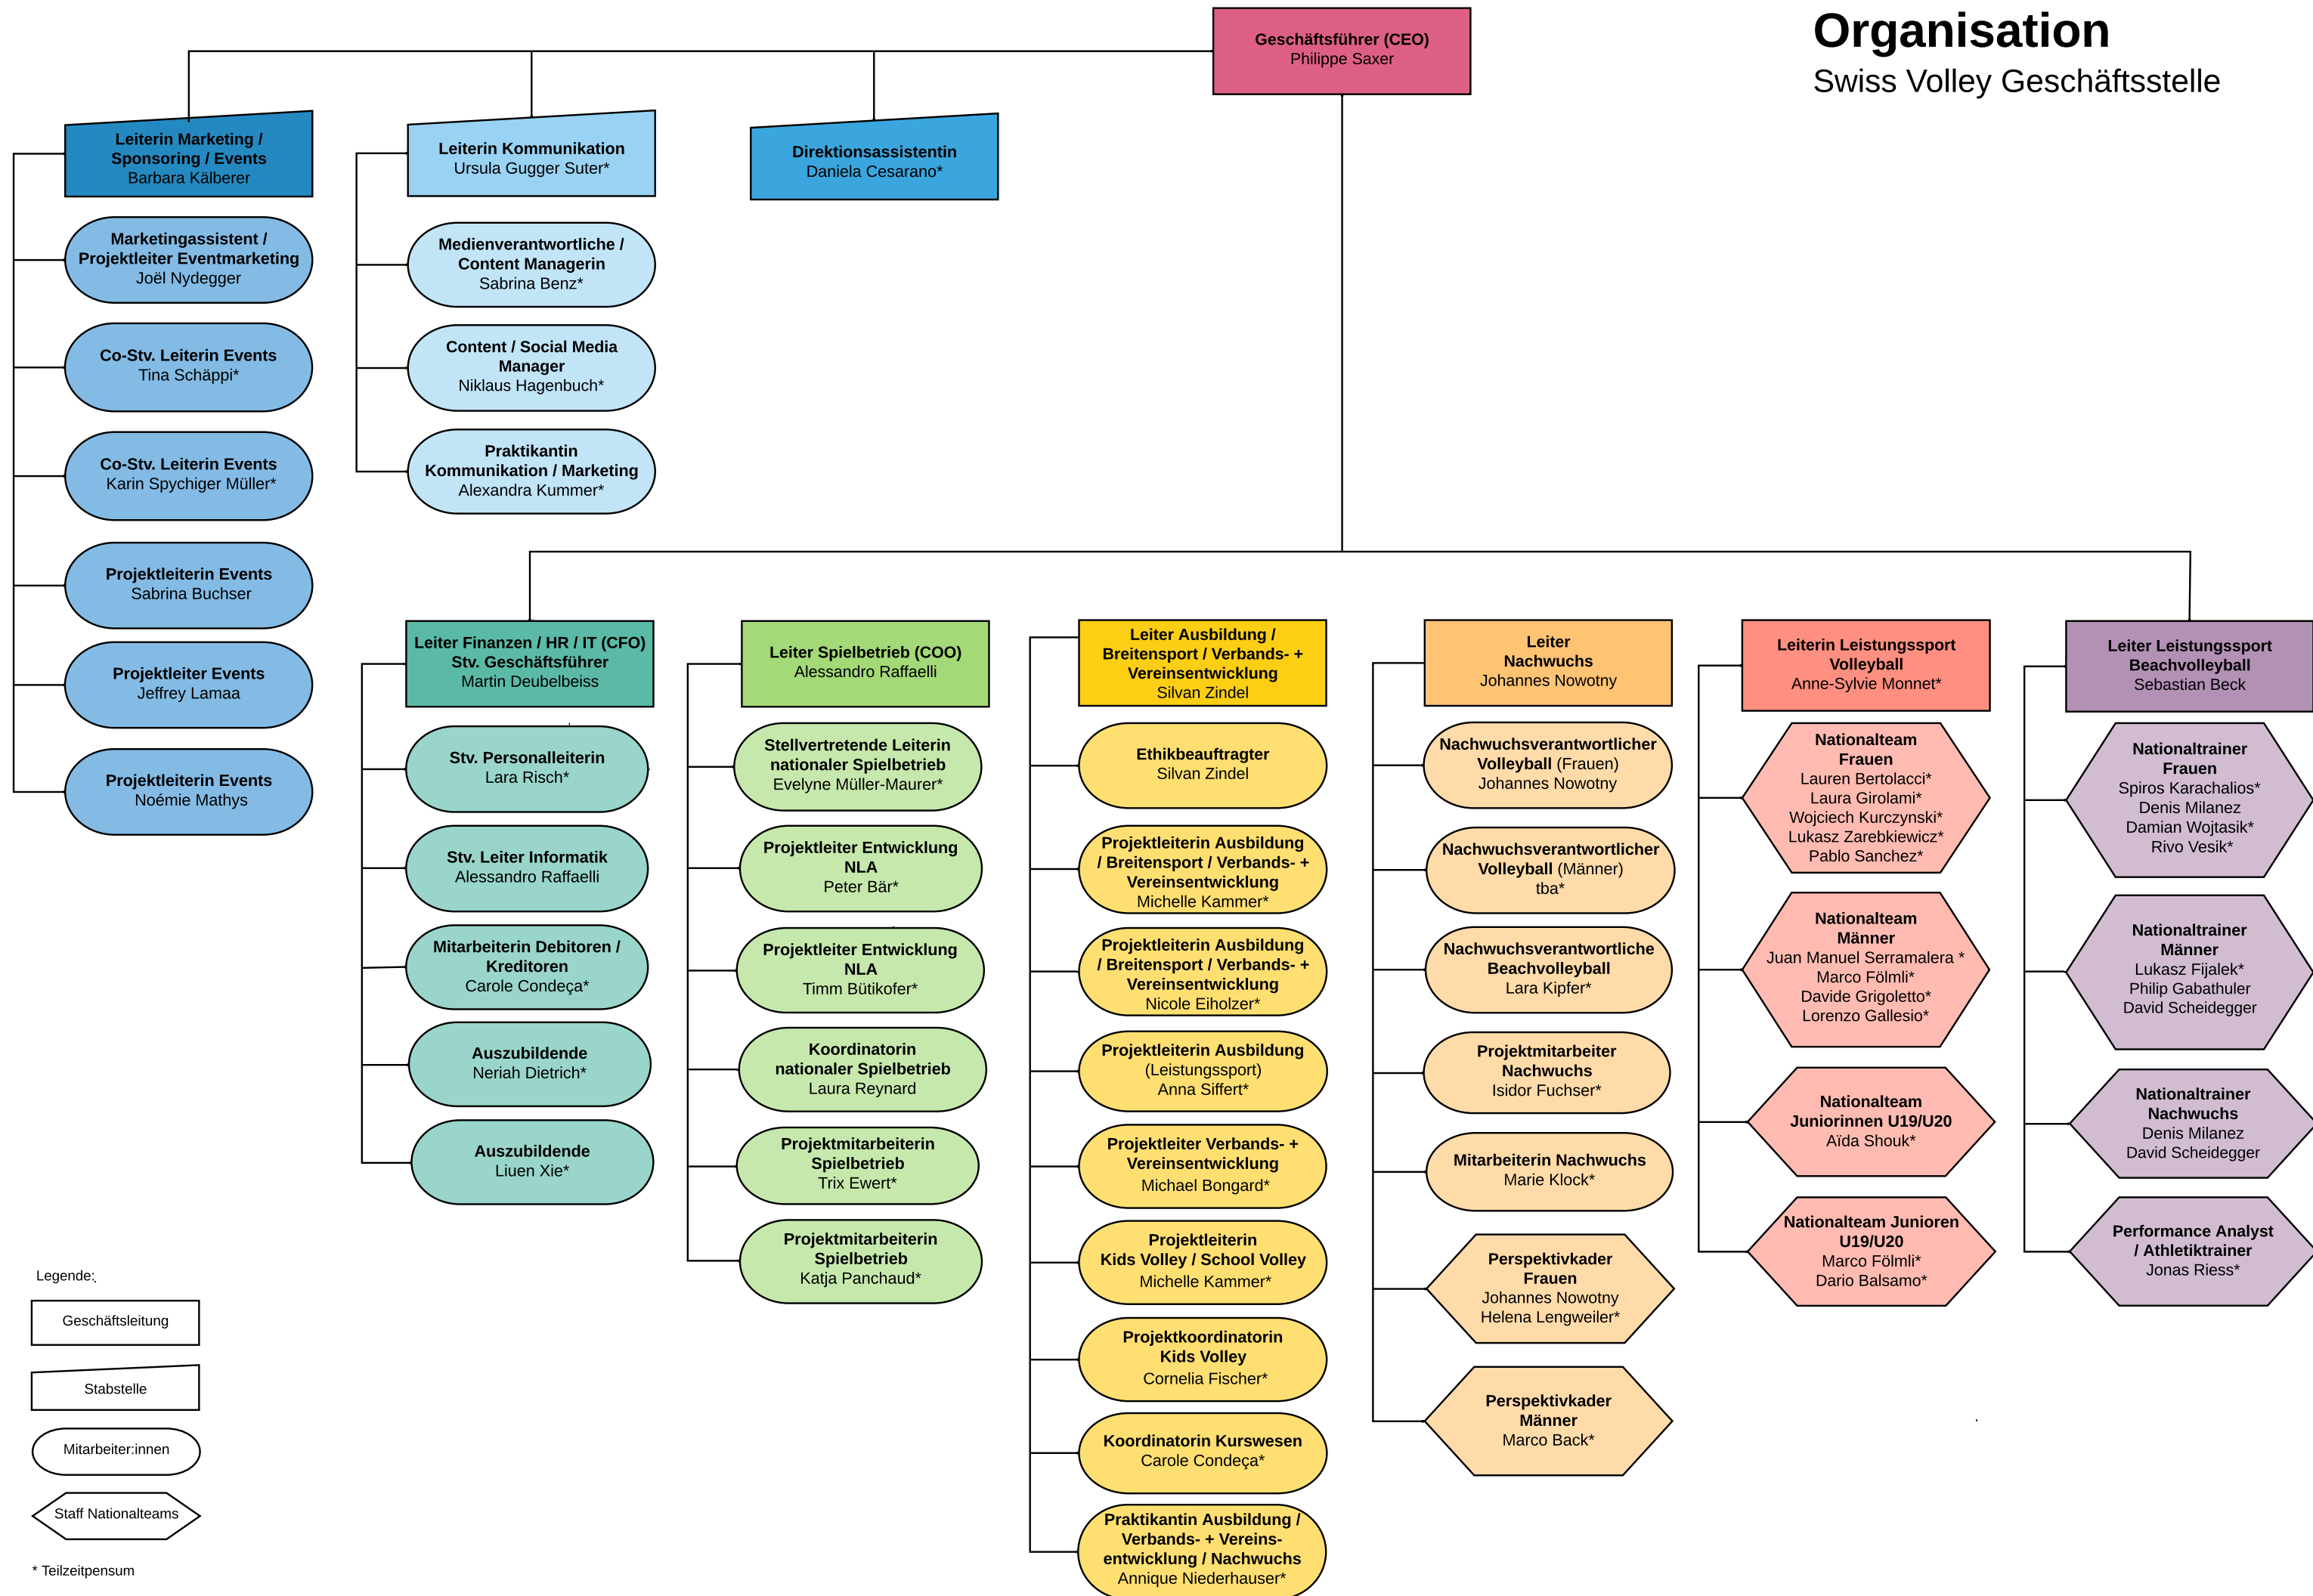 Organisation
Swiss Volley Geschäftsstelle
Geschäftsführer (CEO)
Philippe Saxer
Leiterin Marketing /
Sponsoring / Events
Barbara Kälberer
Marketingassistent /
Projektleiter Eventmarketing
Joël Nydegger
Co-Stv. Leiterin Events
Tina Schäppi*
Co-Stv. Leiterin Events
Karin Spychiger Müller*
Projektleiterin Events
Sabrina Buchser
Projektleiter Events
Jeffrey Lamaa
Projektleiterin Events
Noémie Mathys
Leiterin Kommunikation
Ursula Gugger Suter*
Medienverantwortliche /
Content Managerin
Sabrina Benz*
Content / Social Media
Manager
Niklaus Hagenbuch*
Praktikantin
Kommunikation / Marketing
Alexandra Kummer*
Direktionsassistentin
Daniela Cesarano*
Leiter Finanzen / HR / IT (CFO)
Stv. Geschäftsführer
Martin Deubelbeiss
Stv. Personalleiterin
Lara Risch*
Stv. Leiter Informatik
Alessandro Raffaelli
Mitarbeiterin Debitoren /
Kreditoren
Carole Condeça*
Auszubildende
Neriah Dietrich*
Auszubildende
Liuen Xie*
Leiter Spielbetrieb (COO)
Alessandro Raffaelli
Stellvertretende Leiterin
nationaler Spielbetrieb
Evelyne Müller-Maurer*
Projektleiter Entwicklung
NLA
Peter Bär*
Projektleiter Entwicklung
NLA
Timm Bütikofer*
Koordinatorin
nationaler Spielbetrieb
Laura Reynard
Projektmitarbeiterin
Spielbetrieb
Trix Ewert*
Projektmitarbeiterin
Spielbetrieb
Katja Panchaud*
Leiter Ausbildung /
Breitensport / Verbands- +
Vereinsentwicklung
Silvan Zindel
Ethikbeauftragter
Silvan Zindel
Projektleiterin Ausbildung
/ Breitensport / Verbands- +
Vereinsentwicklung
Michelle Kammer*
Projektleiterin Ausbildung
/ Breitensport / Verbands- +
Vereinsentwicklung
Nicole Eiholzer*
Projektleiterin Ausbildung
(Leistungssport)
Anna Siffert*
Projektleiter Verbands- +
Vereinsentwicklung
Michael Bongard*
Projektleiterin
Kids Volley / School Volley
Michelle Kammer*
Projektkoordinatorin
Kids Volley
Cornelia Fischer*
Koordinatorin Kurswesen
Carole Condeça*
Praktikantin Ausbildung /
Verbands- + Vereins-
entwicklung / Nachwuchs
Annique Niederhauser*
Leiter
Nachwuchs
Johannes Nowotny
Nachwuchsverantwortlicher
Volleyball (Frauen)
Johannes Nowotny
Nachwuchsverantwortlicher
Volleyball (Männer)
tba*
Nachwuchsverantwortliche
Beachvolleyball
Lara Kipfer*
Projektmitarbeiter
Nachwuchs
Isidor Fuchser*
Mitarbeiterin Nachwuchs
Marie Klock*
Perspektivkader
Frauen
Johannes Nowotny
Helena Lengweiler*
Perspektivkader
Männer
Marco Back*
Leiterin Leistungssport
Volleyball
Anne-Sylvie Monnet*
Nationalteam
Frauen
Lauren Bertolacci*
Laura Girolami*
Wojciech Kurczynski*
Lukasz Zarebkiewicz*
Pablo Sanchez*
Nationalteam
Männer
Juan Manuel Serramalera *
Marco Fölmli*
Davide Grigoletto*
Lorenzo Gallesio*
Nationalteam
Juniorinnen U19/U20
Aïda Shouk*
Nationalteam Junioren
U19/U20
Marco Fölmli*
Dario Balsamo*
Leiter Leistungssport
Beachvolleyball
Sebastian Beck
Nationaltrainer
Frauen
Spiros Karachalios*
Denis Milanez
Damian Wojtasik*
Rivo Vesik*
Nationaltrainer
Männer
Lukasz Fijalek*
Philip Gabathuler
David Scheidegger
Nationaltrainer
Nachwuchs
Denis Milanez
David Scheidegger
Performance Analyst
/ Athletiktrainer
Jonas Riess*
Legende:
Geschäftsleitung
Stabstelle
Mitarbeiter:innen
Staff Nationalteams
* Teilzeitpensum